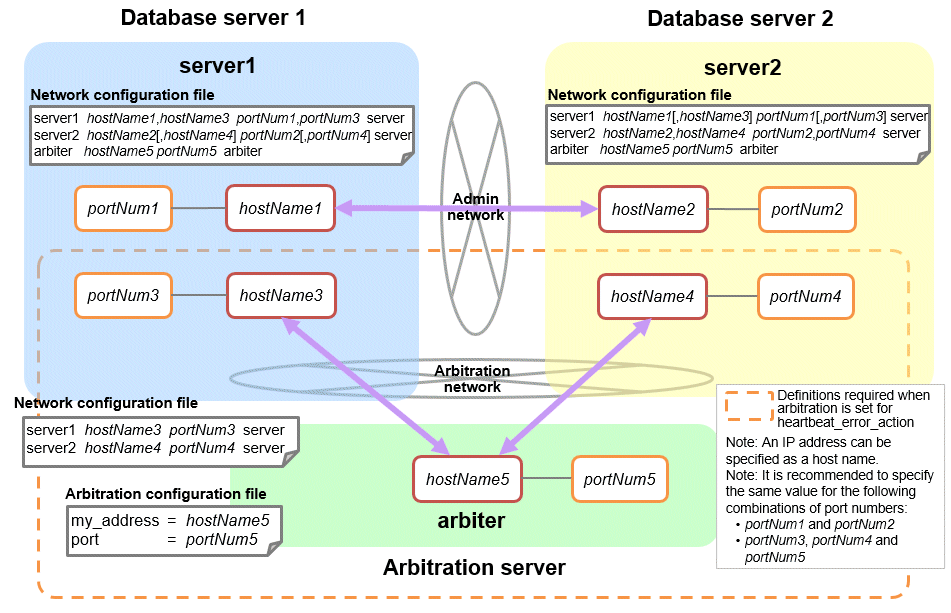 Database server 1
Database server 2
server1
server2
Network configuration file
server1 hostName1,hostName3 portNum1,portNum3 server
server2 hostName2[,hostName4] portNum2[,portNum4] server
arbiter hostName5 portNum5 arbiter
Network configuration file
server1 hostName1[,hostName3] portNum1[,portNum3] server
server2 hostName2,hostName4 portNum2,portNum4 server
arbiter hostName5 portNum5 arbiter
portNum1
hostName1
Admin
network
hostName2
portNum2
portNum3
hostName3
hostName4
portNum4
Arbitration
network
Network configuration file
server1 hostName3 portNum3 server
server2 hostName4 portNum4 server
Arbitration configuration file
my_address = hostName5
port = portNum5
hostName5
portNum5
arbiter
Arbitration server
Definitions required when
arbitration is set for
heartbeat_error_action
Note: An IP address can be
specified as a host name.
Note: It is recommended to specify
the same value for the following
combinations of port numbers:
• portNum1 and portNum2
• portNum3, portNum4 and
portNum5